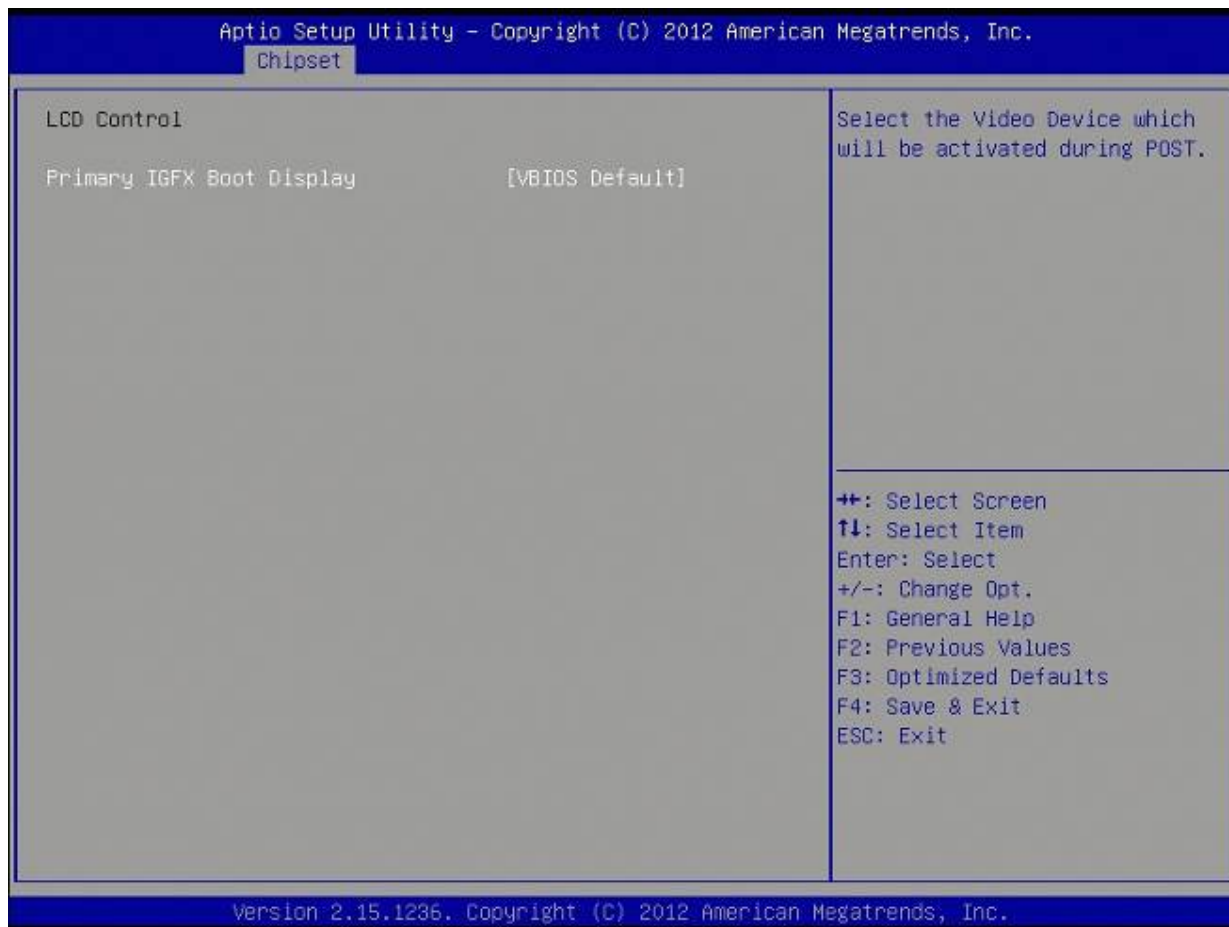 Aptio Setup Utility – Copyright (C) 2012 American Megatrends, Inc.
Chipset
LCD Control
Primary IGFX Boot Display [VBIOS Default]
Select the Video Device which
will be activated during POST.
→←: Select Screen
↑↓: Select Item
Enter: Select
+/-: Change Opt.
F1: General Help
F2: Previous Values
F3: Optimized Defaults
F4: Save & Exit
ESC: Exit
Version 2.15.1236. Copyright (C) 2012 American Megatrends, Inc.